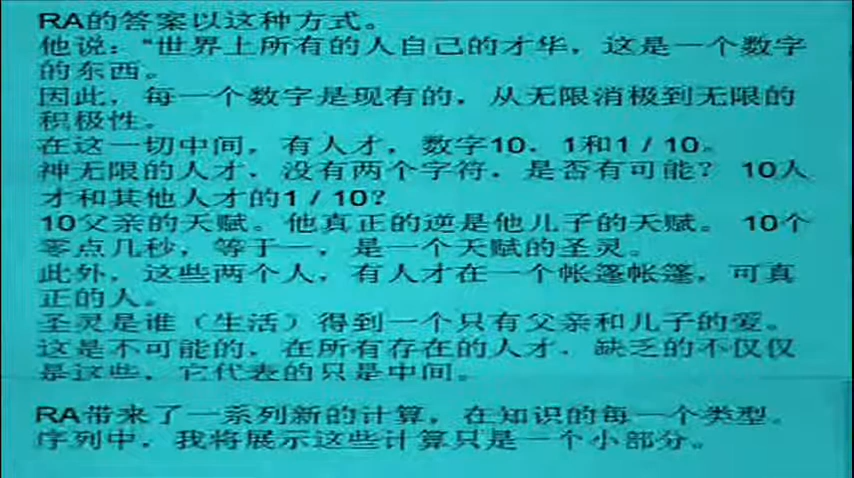 RA的答案以这种方式。
他说："世界上所有的人自己的才华，这是一个数字
的东西。
因此，每一个数字是现有的，从无限消极到无限的
积极性。
在这一切中间，有人才，数字10，1和1 / 10。
神无限的人才，没有两个字符，是否有可能？ 10人
才和其他人才的1 / 10？
10父亲的天赋。他真正的逆是他儿子的天赋。 10个
零点几秒，等于一，是一个天赋的圣灵。
此外，这些两个人，有人才在一个帐篷帐篷，可真
正的人。
圣灵是谁（生活）得到一个只有父亲和儿子的爱。
这是不可能的，在所有存在的人才，缺乏的不仅仅
是这些，它代表的只是中间。
RA带来了一系列新的计算，在知识的每一个类型。
序列中，我将展示这些计算只是一个小部分。